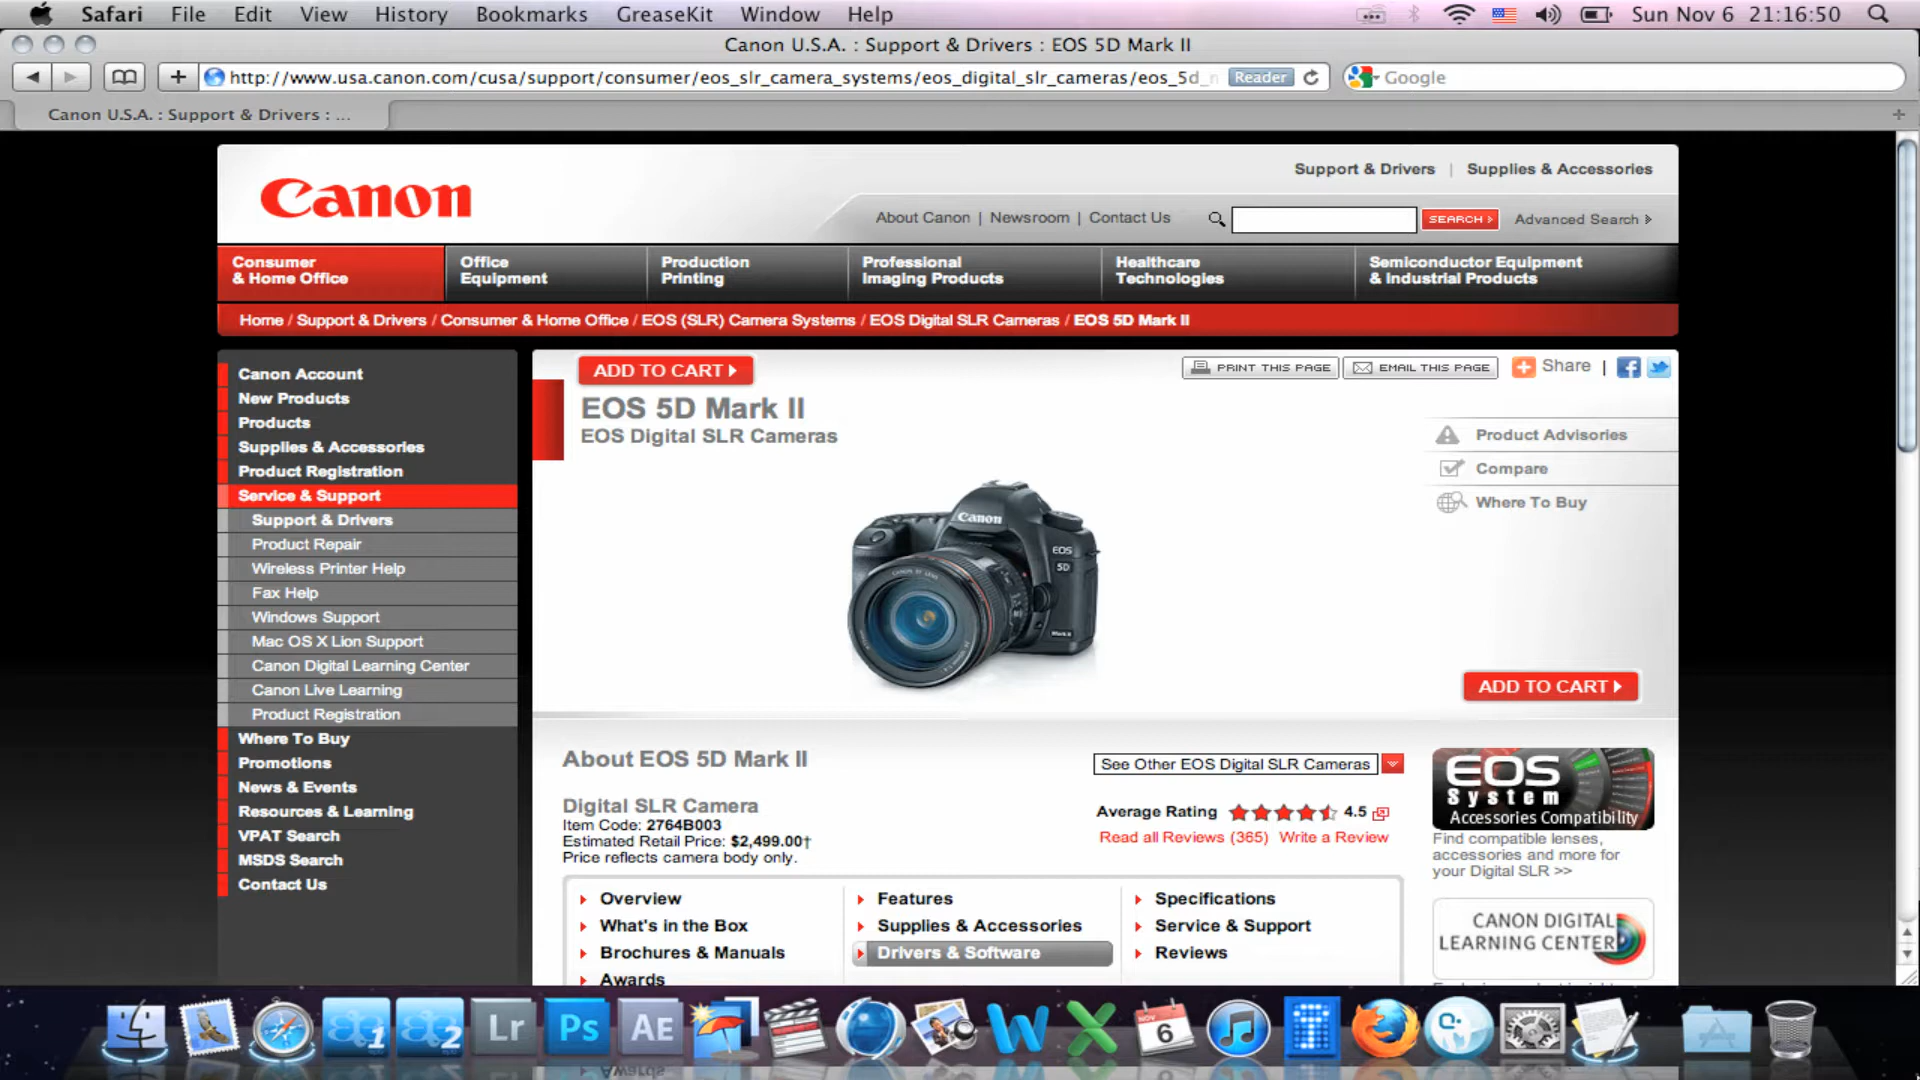 Safari File Edit View History Bookmarks GreaseKit Window Help Sun Nov 6 21:16:50
Canon U.S.A. : Support & Drivers : EOS 5D Mark II
http://www.usa.canon.com/cusa/support/consumer/eos_slr_camera_systems/eos_digital_slr_cameras/eos_5d_ Reader Google
Canon U.S.A. : Support & Drivers : ...
Support & Drivers | Supplies & Accessories
Canon
About Canon | Newsroom | Contact Us SEARCH Advanced Search
Consumer & Home Office
Office Equipment
Production Printing
Professional Imaging Products
Healthcare Technologies
Semiconductor Equipment & Industrial Products
Home / Support & Drivers / Consumer & Home Office / EOS (SLR) Camera Systems / EOS Digital SLR Cameras / EOS 5D Mark II
Canon Account
New Products
Products
Supplies & Accessories
Product Registration
Service & Support
Support & Drivers
Product Repair
Wireless Printer Help
Fax Help
Windows Support
Mac OS X Lion Support
Canon Digital Learning Center
Canon Live Learning
Product Registration
Where To Buy
Promotions
News & Events
Resources & Learning
VPAT Search
MSDS Search
Contact Us
ADD TO CART
PRINT THIS PAGE EMAIL THIS PAGE Share |
EOS 5D Mark II
EOS Digital SLR Cameras
Product Advisories
Compare
Where To Buy
Canon
EOS
5D
Mark II
ADD TO CART
About EOS 5D Mark II
See Other EOS Digital SLR Cameras
Digital SLR Camera
Item Code: 2764B003
Estimated Retail Price: $2,499.00†
Price reflects camera body only.
Average Rating 4.5
Read all Reviews (365) Write a Review
EOS
System
Accessories Compatibility
Find compatible lenses,
accessories and more for
your Digital SLR >>
CANON DIGITAL
LEARNING CENTER
Overview
What's in the Box
Brochures & Manuals
Awards
Features
Supplies & Accessories
Drivers & Software
Specifications
Service & Support
Reviews
1 2 Lr Ps AE W X NOV 6 T